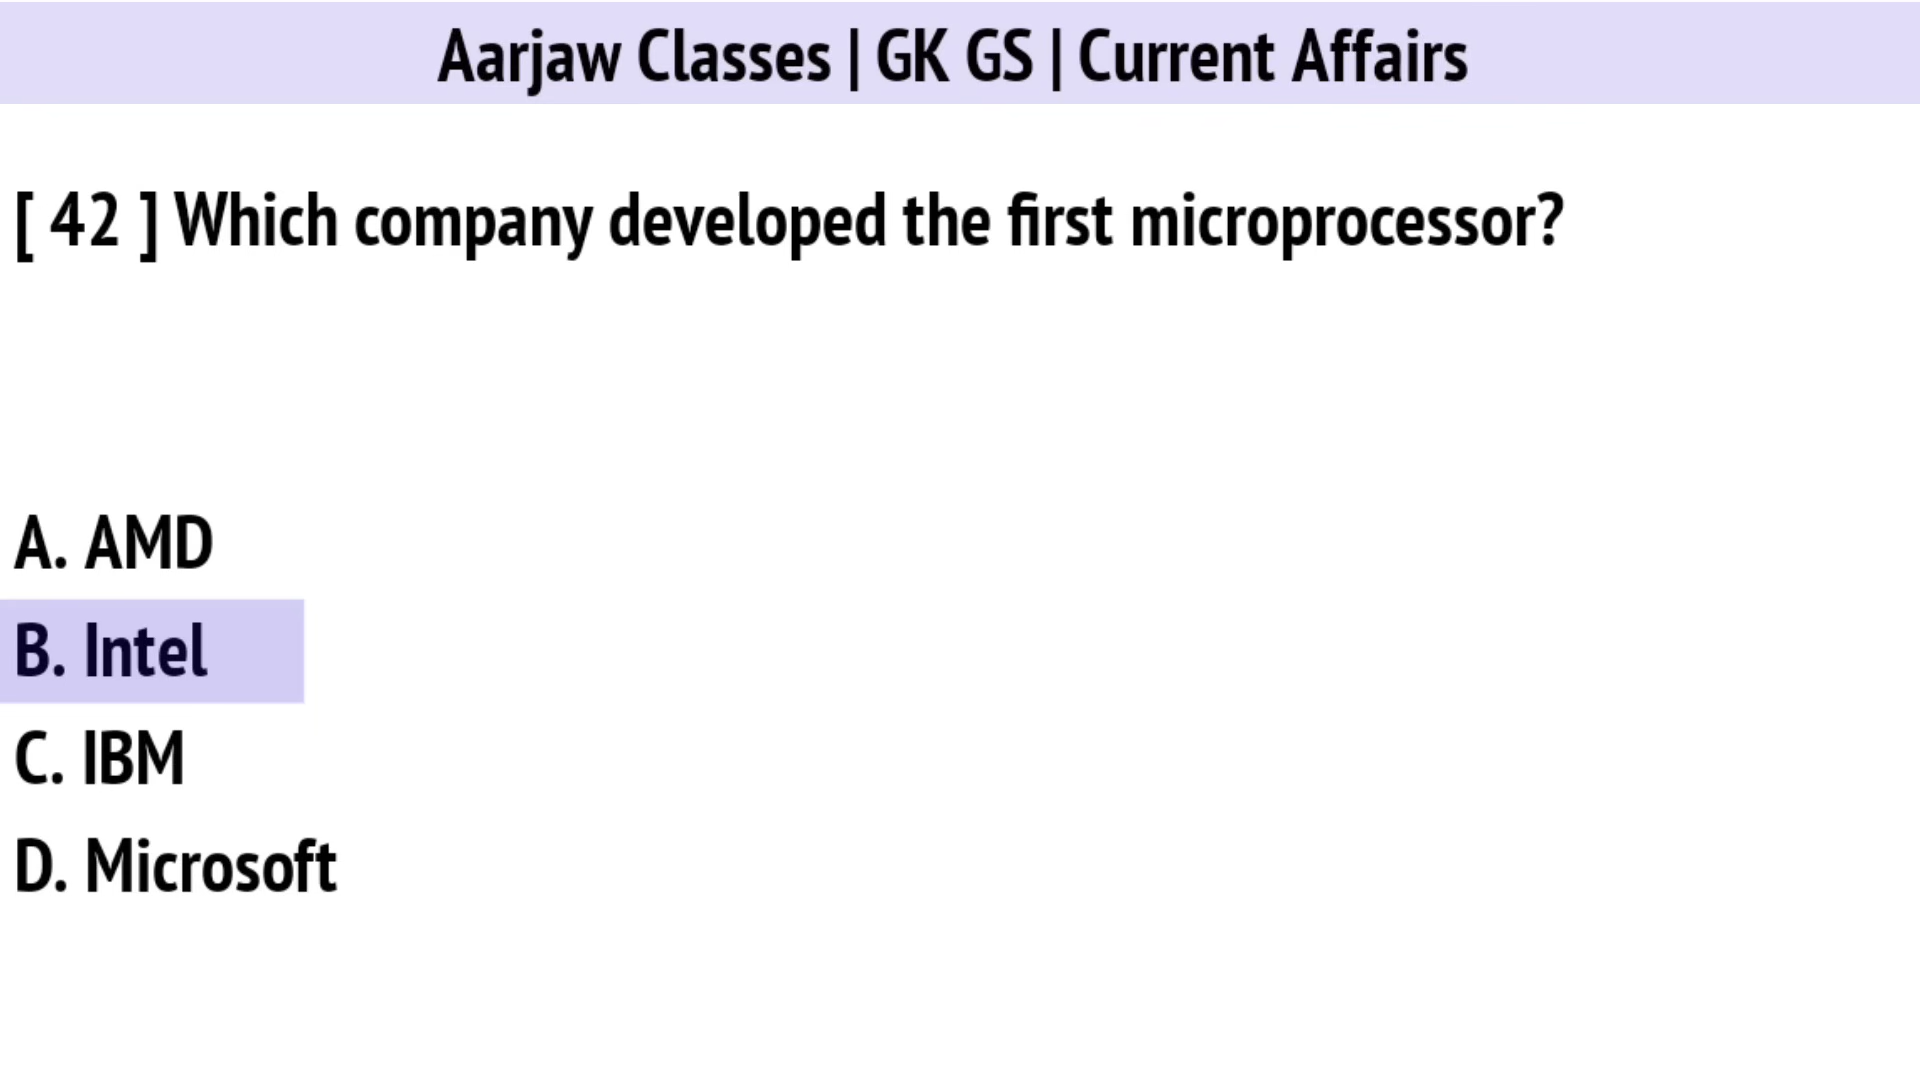 Aarjaw Classes | GK GS | Current Affairs
[ 42 ] Which company developed the first microprocessor?
A. AMD
B. Intel
C. IBM
D. Microsoft